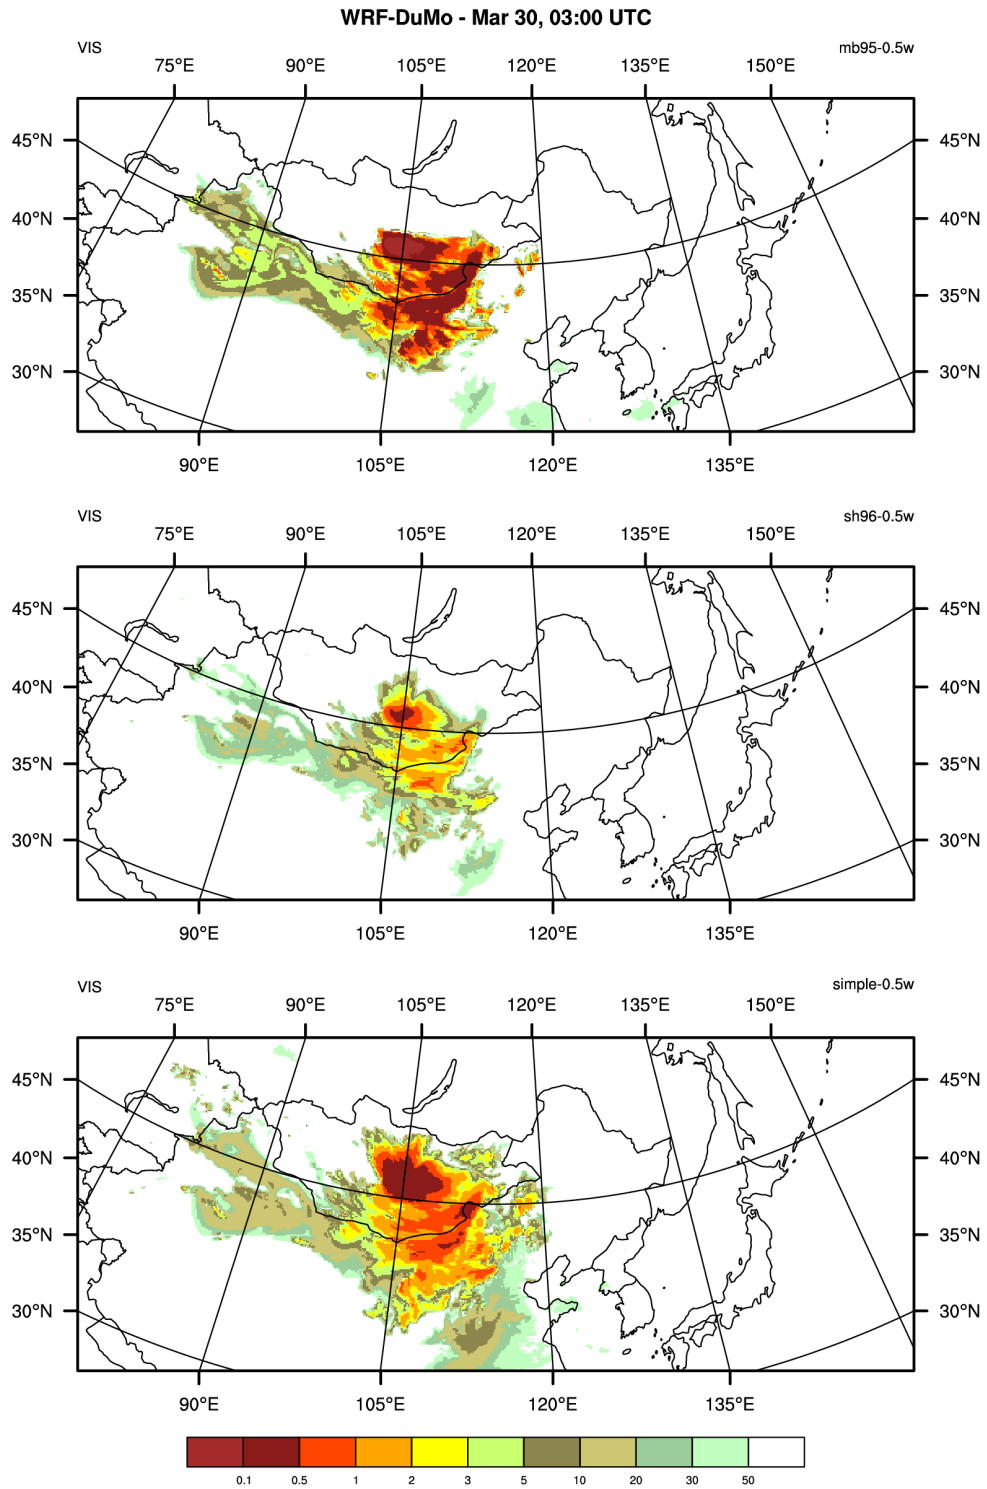 WRF-DuMo - Mar 30, 03:00 UTC
VIS mb95-0.5w
75°E 90°E 105°E 120°E 135°E 150°E
45°N 45°N
40°N 40°N
35°N 35°N
30°N 30°N
90°E 105°E 120°E 135°E
VIS sh96-0.5w
75°E 90°E 105°E 120°E 135°E 150°E
45°N 45°N
40°N 40°N
35°N 35°N
30°N 30°N
90°E 105°E 120°E 135°E
VIS simple-0.5w
75°E 90°E 105°E 120°E 135°E 150°E
45°N 45°N
40°N 40°N
35°N 35°N
30°N 30°N
90°E 105°E 120°E 135°E
0.1 0.5 1 2 3 5 10 20 30 50